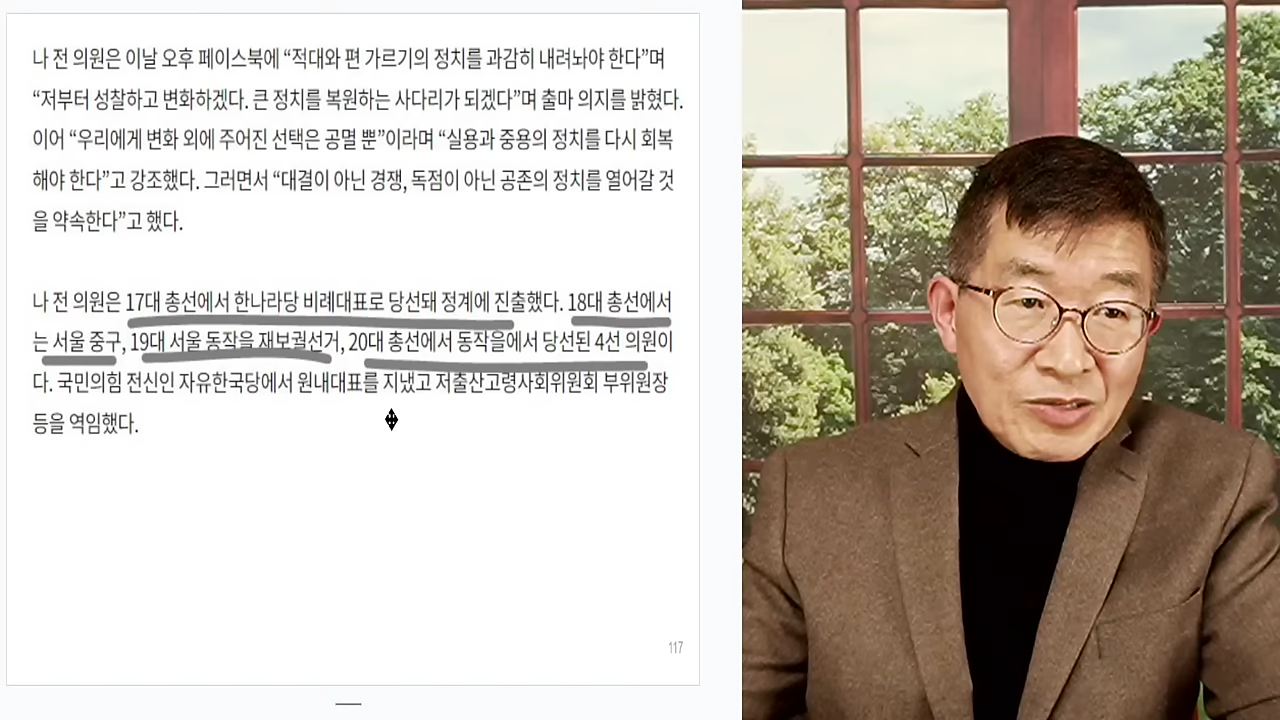 나 전 의원은 이날 오후 페이스북에 “적대와 편 가르기의 정치를 과감히 내려놔야 한다”며
“저부터 성찰하고 변화하겠다. 큰 정치를 복원하는 사다리가 되겠다”며 출마 의지를 밝혔다.
이어 “우리에게 변화 외에 주어진 선택은 공멸 뿐”이라며 “실용과 중용의 정치를 다시 회복
해야 한다”고 강조했다. 그러면서 “대결이 아닌 경쟁, 독점이 아닌 공존의 정치를 열어갈 것
을 약속한다”고 했다.
나 전 의원은 17대 총선에서 한나라당 비례대표로 당선돼 정계에 진출했다. 18대 총선에서
는 서울 중구, 19대 서울 동작을 재보궐선거, 20대 총선에서 동작을에서 당선된 4선 의원이
다. 국민의힘 전신인 자유한국당에서 원내대표를 지냈고 저출산고령사회위원회 부위원장
등을 역임했다.
117